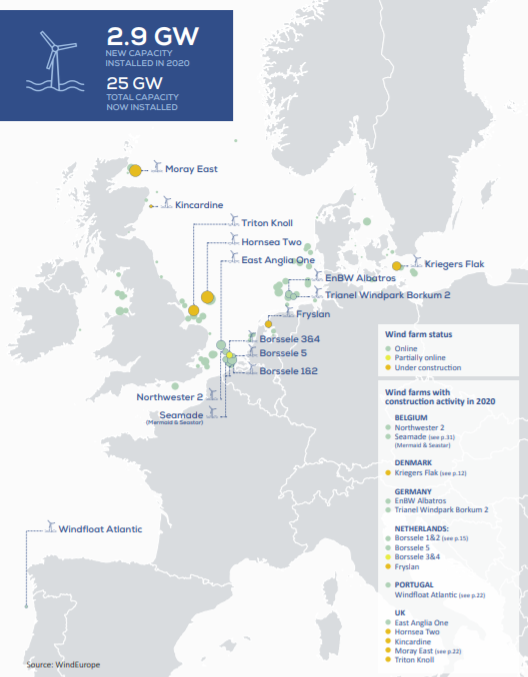 2.9 GW
NEW CAPACITY
INSTALLED IN 2020
25 GW
TOTAL CAPACITY
NOW INSTALLED
Moray East
Kincardine
Triton Knoll
Hornsea Two
East Anglia One
Kriegers Flak
EnBW Albatros
Trianel Windpark Borkum 2
Fryslan
Borssele 3&4
Borssele 5
Borssele 1&2
Northwester 2
Seamade
(Mermaid & Seastar)
Windfloat Atlantic
Wind farm status
Online
Partially online
Under construction
Wind farms with
construction activity in 2020
BELGIUM
Northwester 2
Seamade (see p.31)
(Mermaid & Seastar)
DENMARK
Kriegers Flak (see p.12)
GERMANY
EnBW Albatros
Trianel Windpark Borkum 2
NETHERLANDS:
Borssele 1&2 (see p.15)
Borssele 5
Borssele 3&4
Fryslan
PORTUGAL
Windfloat Atlantic (see p.22)
UK
East Anglia One
Hornsea Two
Kincardine
Moray East (see p.22)
Triton Knoll
Source: WindEurope